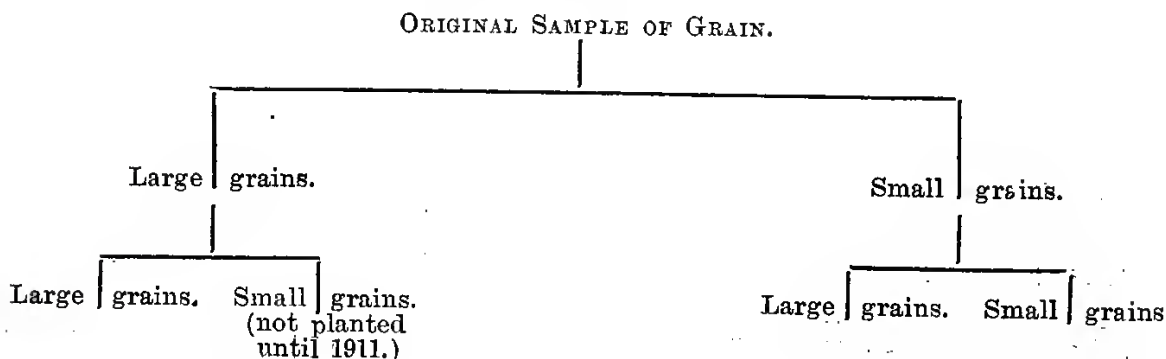 ORIGINAL SAMPLE OF GRAIN.
Large grains.
Small grains.
Large grains. Small grains.
(not planted
until 1911.)
Large grains. Small grains